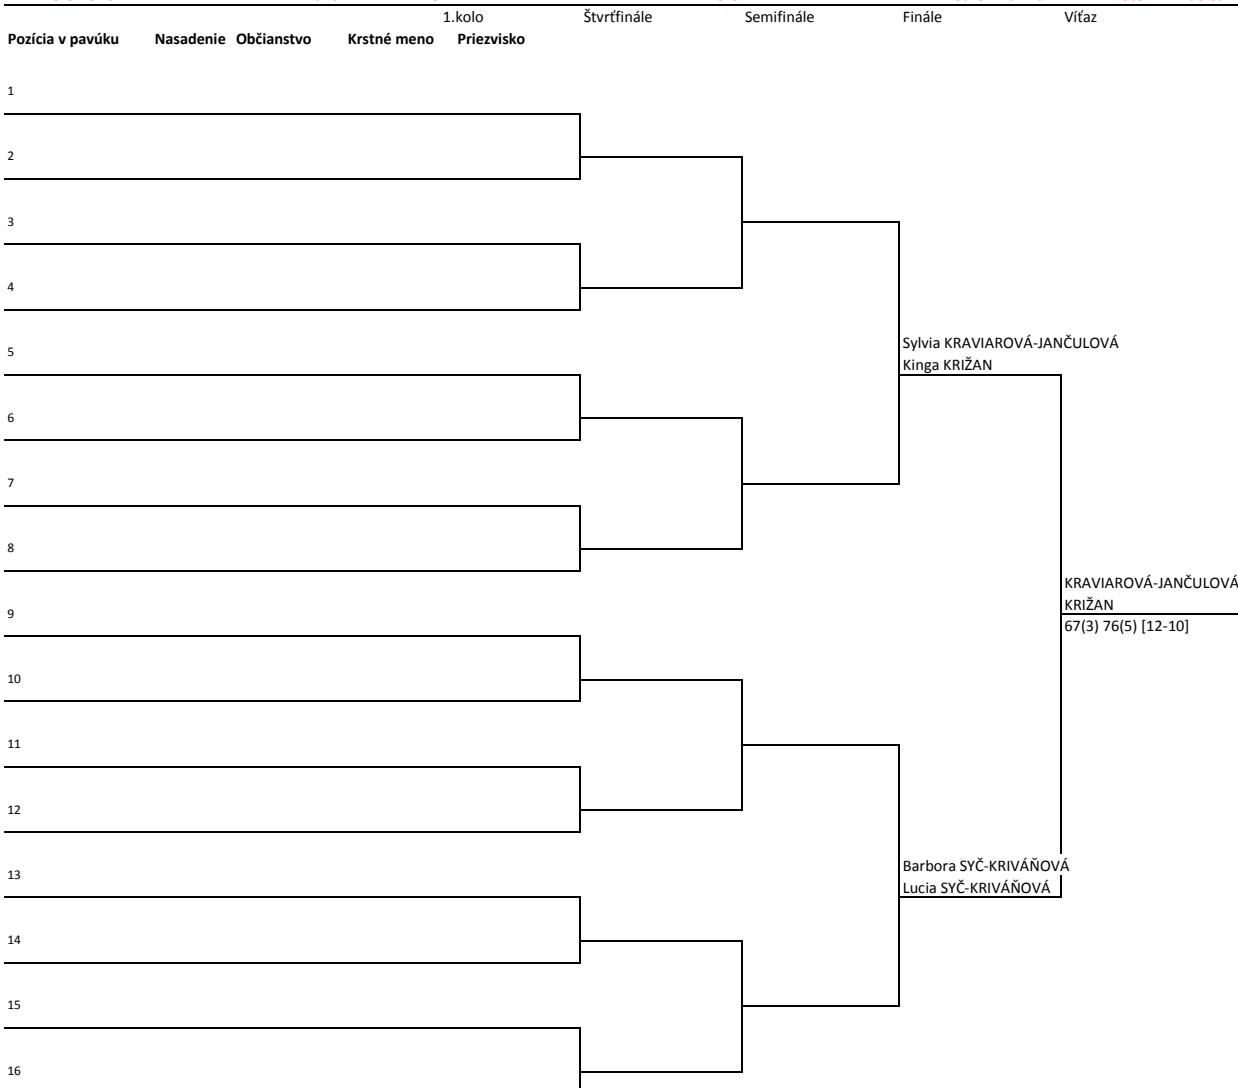 1.kolo Štvrťfinále Semifinále Finále Víťaz
Pozícia v pavúku Nasadenie Občianstvo Krstné meno Priezvisko
1
2
3
4
Sylvia KRAVIAROVÁ-JANČULOVÁ
5
Kinga KRIŽAN
6
7
8
KRAVIAROVÁ-JANČULOVÁ
9 KRIŽAN
67(3) 76(5) [12-10]
10
11
12
Barbora SYČ-KRIVÁŇOVÁ
13
Lucia SYČ-KRIVÁŇOVÁ
14
15
16